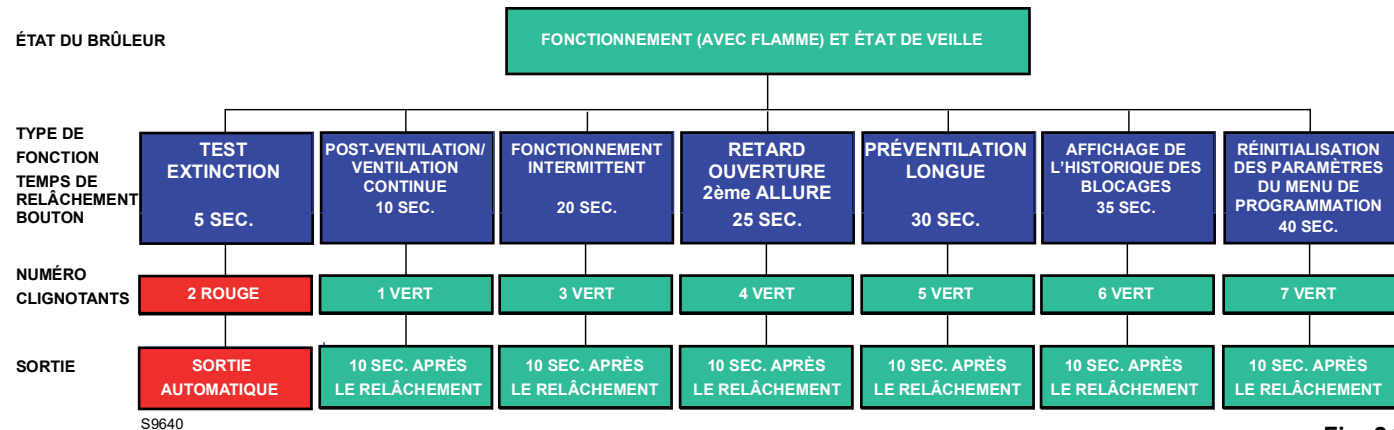 ÉTAT DU BRÛLEUR
FONCTIONNEMENT (AVEC FLAMME) ET ÉTAT DE VEILLE
TYPE DE
FONCTION
TEMPS DE
RELÂCHEMENT
BOUTON
TEST
EXTINCTION
5 SEC.
POST-VENTILATION/
VENTILATION
CONTINUE
10 SEC.
FONCTIONNEMENT
INTERMITTENT
20 SEC.
RETARD
OUVERTURE
2ème ALLURE
25 SEC.
PRÉVENTILATION
LONGUE
30 SEC.
AFFICHAGE DE
L'HISTORIQUE DES
BLOCAGES
35 SEC.
RÉINITIALISATION
DES PARAMÈTRES
DU MENU DE
PROGRAMMATION
40 SEC.
NUMÉRO
CLIGNOTANTS
2 ROUGE
1 VERT
3 VERT
4 VERT
5 VERT
6 VERT
7 VERT
SORTIE
SORTIE
AUTOMATIQUE
10 SEC. APRÈS
LE RELÂCHEMENT
10 SEC. APRÈS
LE RELÂCHEMENT
10 SEC. APRÈS
LE RELÂCHEMENT
10 SEC. APRÈS
LE RELÂCHEMENT
10 SEC. APRÈS
LE RELÂCHEMENT
10 SEC. APRÈS
LE RELÂCHEMENT
S9640